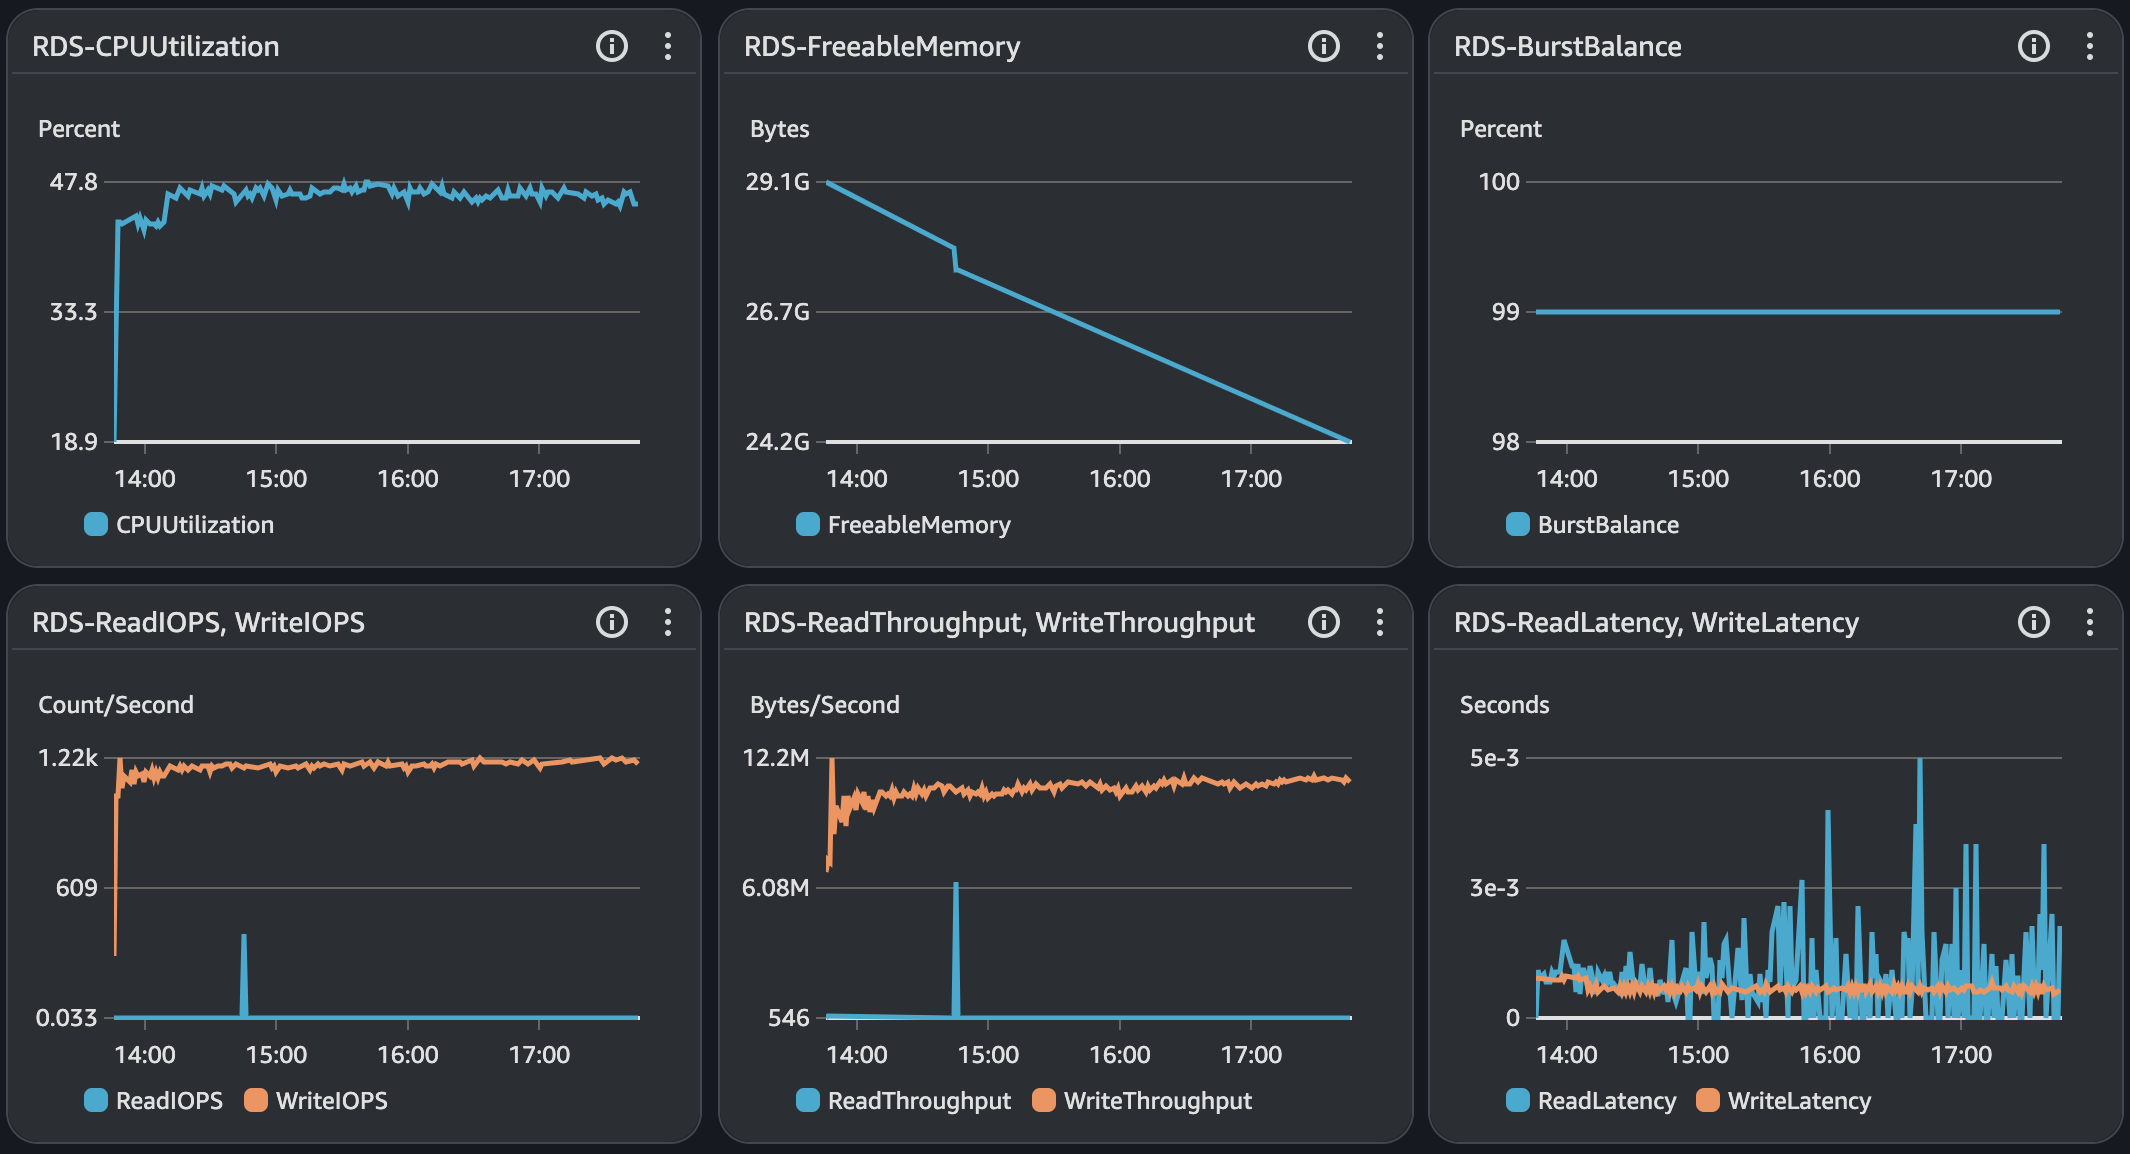 RDS-CPUUtilization
Percent
47.8
33.3
18.9
14:00 15:00 16:00 17:00
CPUUtilization
RDS-FreeableMemory
Bytes
29.1G
26.7G
24.2G
14:00 15:00 16:00 17:00
FreeableMemory
RDS-BurstBalance
Percent
100
99
98
14:00 15:00 16:00 17:00
BurstBalance
RDS-ReadIOPS, WriteIOPS
Count/Second
1.22k
609
0.033
14:00 15:00 16:00 17:00
ReadIOPS WriteIOPS
RDS-ReadThroughput, WriteThroughput
Bytes/Second
12.2M
6.08M
546
14:00 15:00 16:00 17:00
ReadThroughput WriteThroughput
RDS-ReadLatency, WriteLatency
Seconds
5e-3
3e-3
0
14:00 15:00 16:00 17:00
ReadLatency WriteLatency